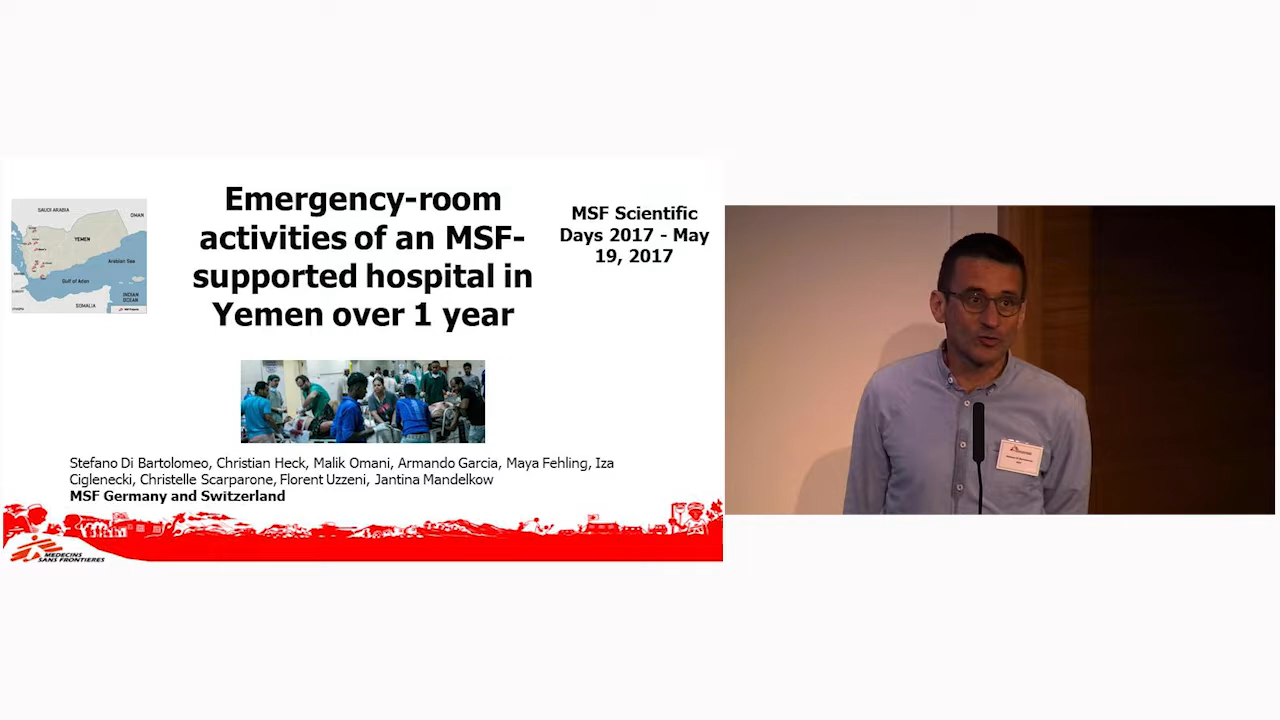 Emergency-room
activities of an MSF-
supported hospital in
Yemen over 1 year
MSF Scientific
Days 2017 - May
19, 2017
SAUDI ARABIA
OMAN
YEMEN
Arabian Sea
Gulf of Aden
INDIAN
OCEAN
SOMALIA
Stefano Di Bartolomeo, Christian Heck, Malik Omani, Armando Garcia, Maya Fehling, Iza
Ciglenecki, Christelle Scarparone, Florent Uzzeni, Jantina Mandelkow
MSF Germany and Switzerland
MEDECINS
SANS FRONTIERES